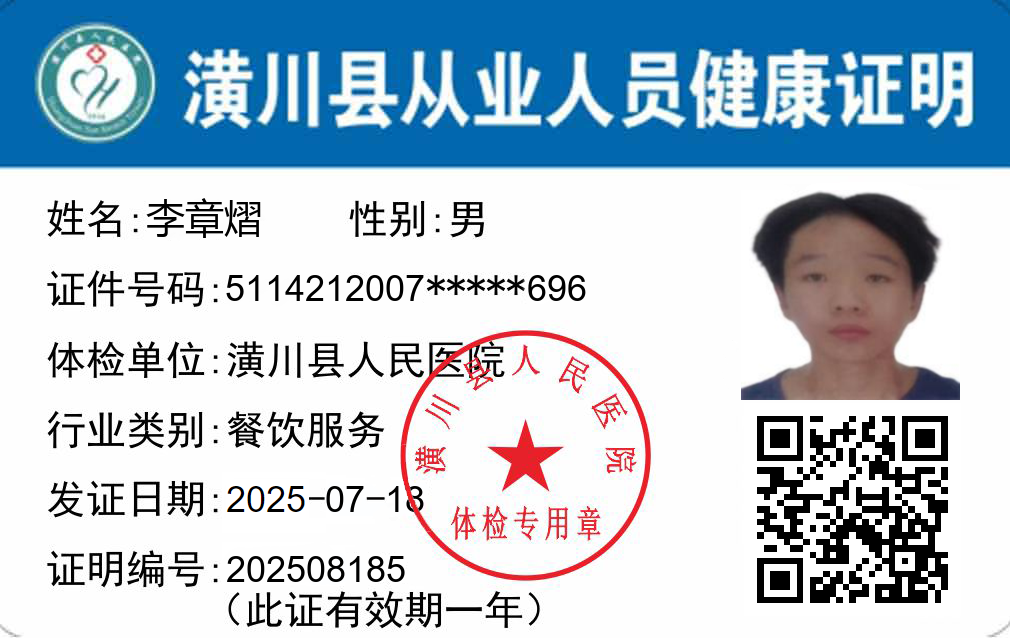 潢川县从业人员健康证明
姓名:李章熠 性别:男
证件号码:5114212007*****696
体检单位:潢川县人民医院
行业类别:餐饮服务
发证日期:2025-07-18
证明编号:202508185
(此证有效期一年)
潢川县人民医院
体检专用章